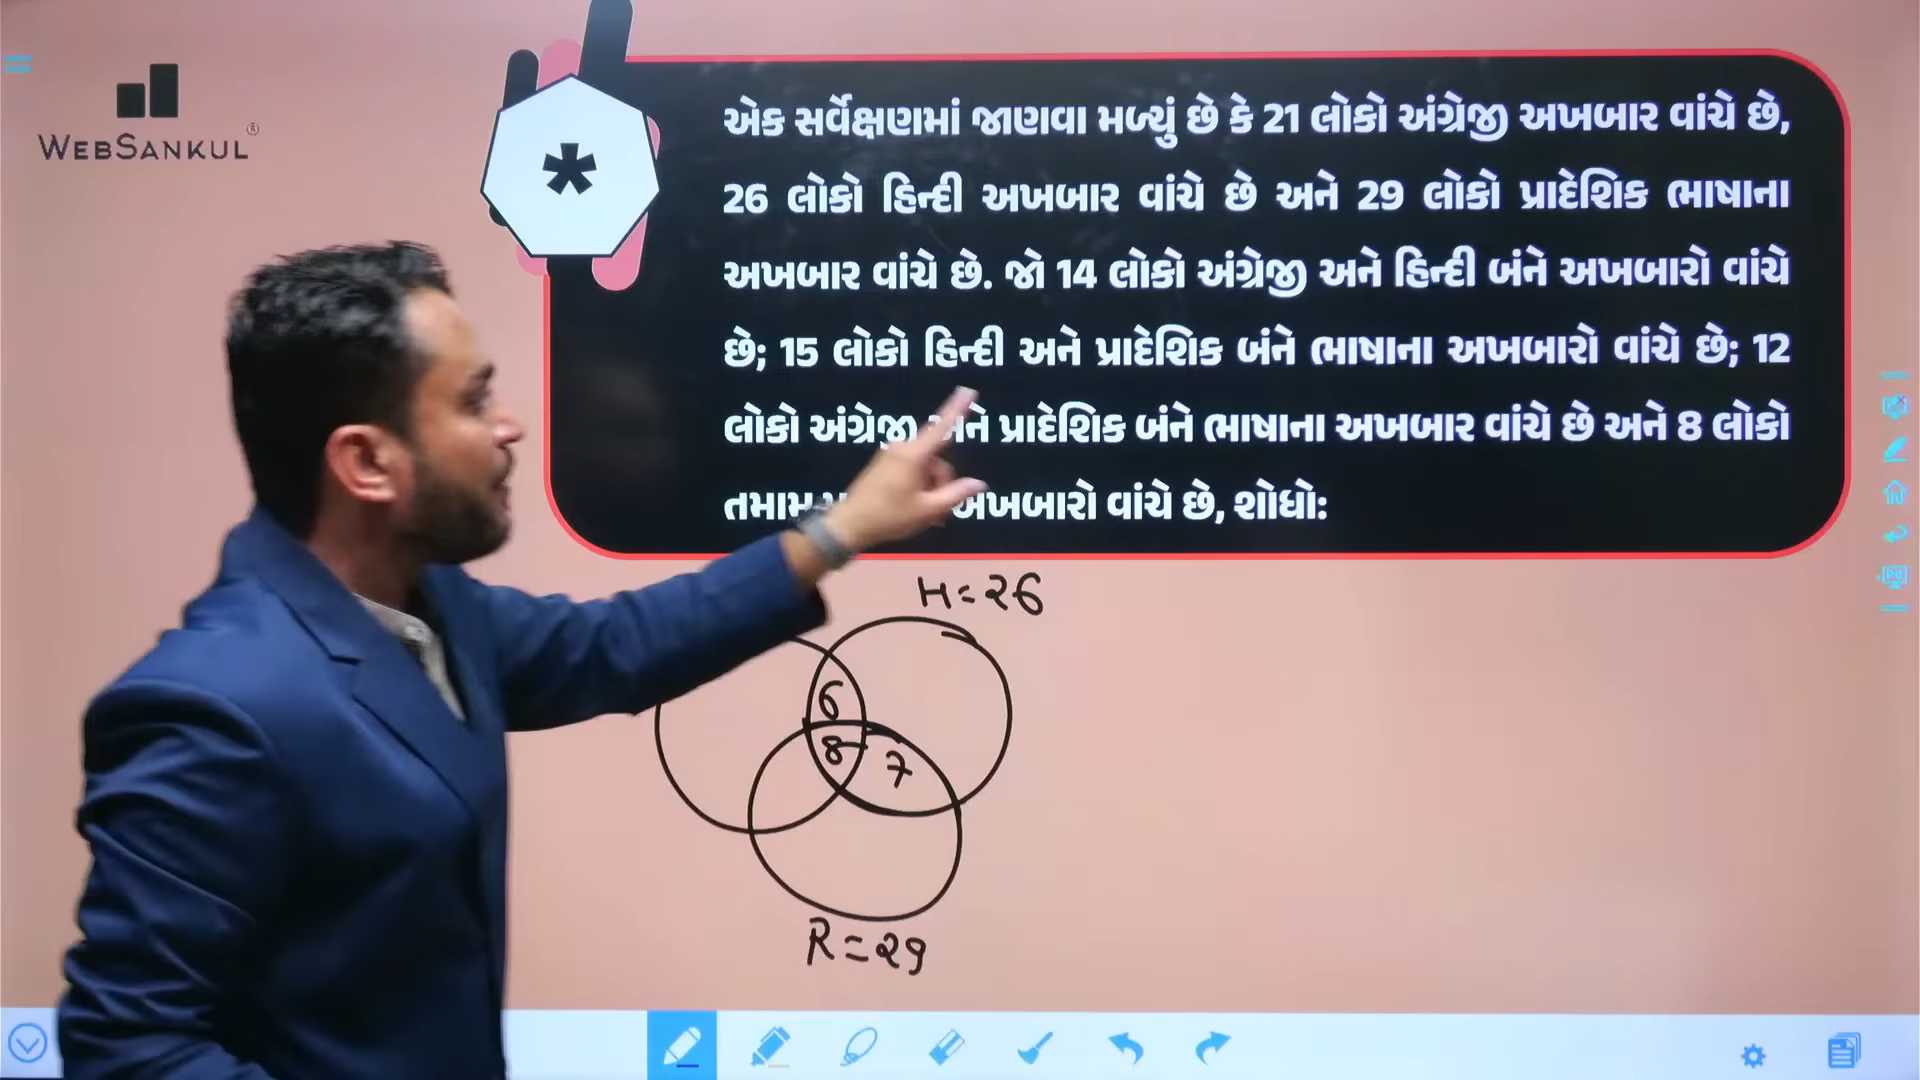 WEBSANKUL®
*
એક સર્વેક્ષણમાં જાણવા મળ્યું છે કે 21 લોકો અંગ્રેજી અખબાર વાંચે છે,
26 લોકો હિન્દી અખબાર વાંચે છે અને 29 લોકો પ્રાદેશિક ભાષાના
અખબાર વાંચે છે. જો 14 લોકો અંગ્રેજી અને હિન્દી બંને અખબારો વાંચે
છે; 15 લોકો હિન્દી અને પ્રાદેશિક બંને ભાષાના અખબારો વાંચે છે; 12
લોકો અંગ્રેજી અને પ્રાદેશિક બંને ભાષાના અખબાર વાંચે છે અને 8 લોકો
અખબારો વાંચે છે, શોધો:
H=26
6
8
7
R=29